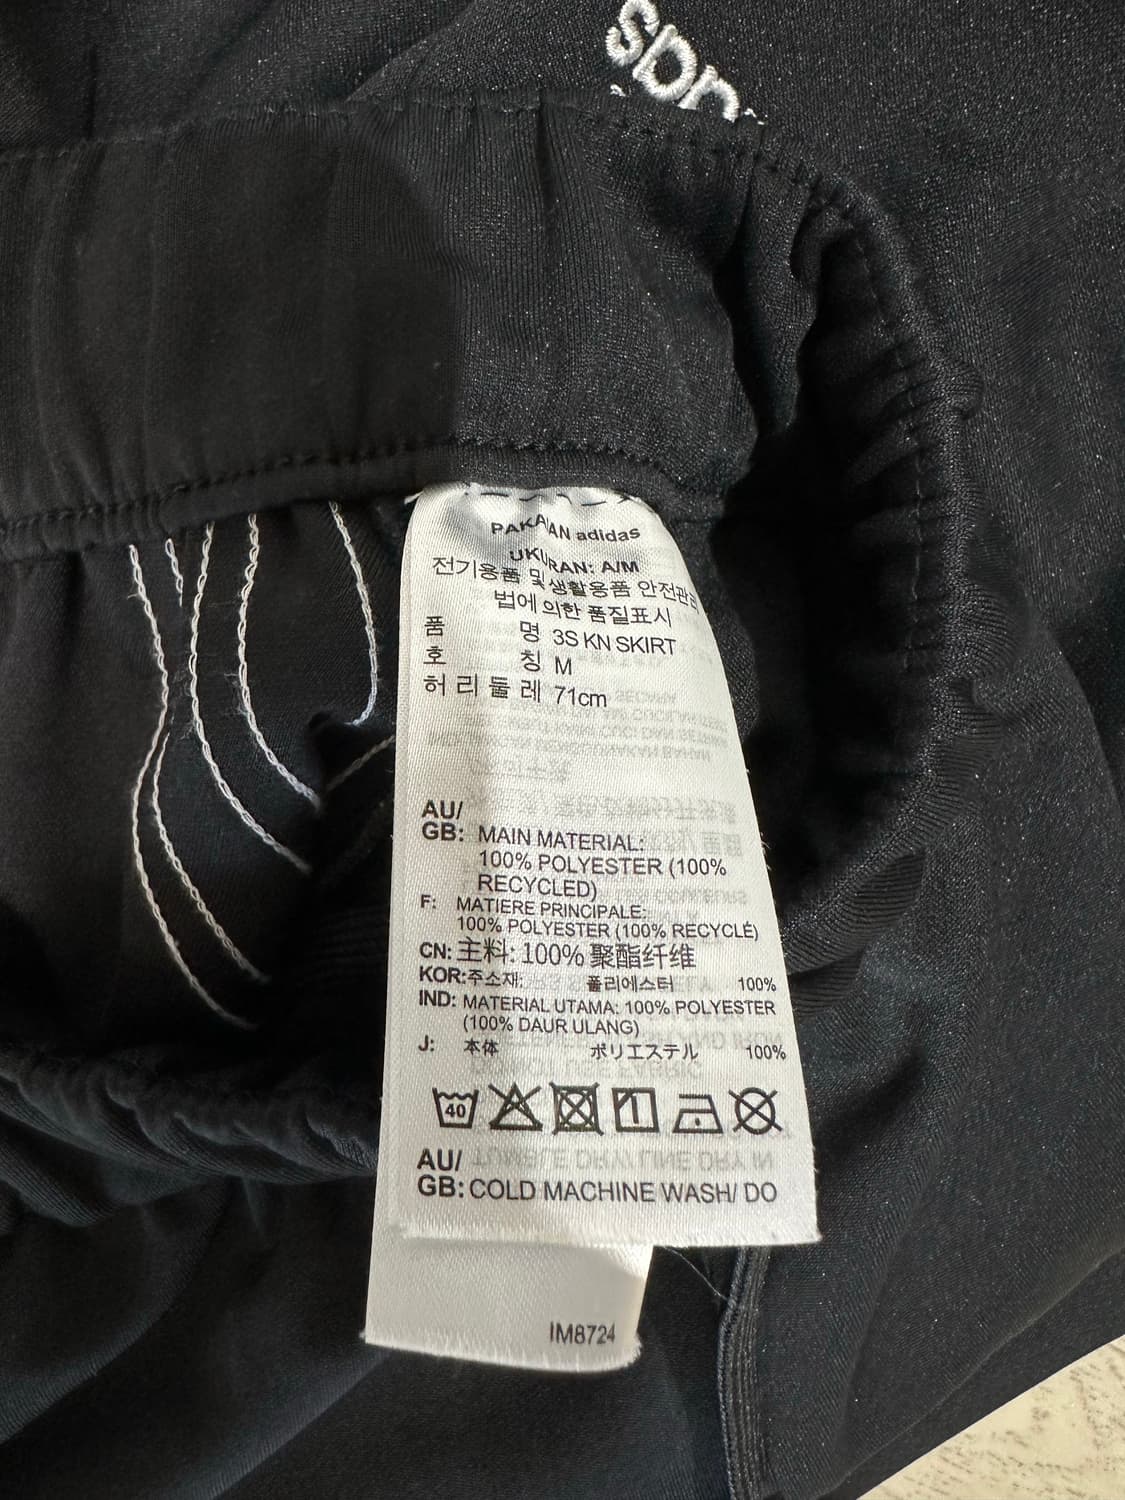 PAKAIAN adidas
UKURAN: A/M
전기용품 및 생활용품 안전관리
법에 의한 품질표시
품 명 3S KN SKIRT
호 칭 M
허 리 둘 레 71cm
AU/
GB: MAIN MATERIAL:
100% POLYESTER (100%
RECYCLED)
F: MATIERE PRINCIPALE:
100% POLYESTER (100% RECYCLÉ)
CN: 主料: 100% 聚酯纤维
KOR: 주소재: 폴리에스터 100%
IND: MATERIAL UTAMA: 100% POLYESTER
(100% DAUR ULANG)
J: 本体 ポリエステル 100%
40
AU/
GB: COLD MACHINE WASH/ DO
IM8724